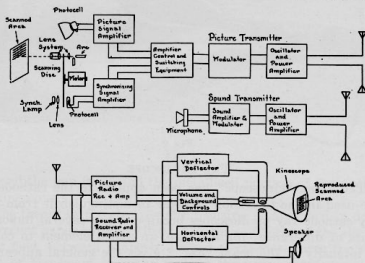 Photocell
Scanned
Area
Lens
System
Arc
Scanning
Disc
Motor
Synch.
Lamp
Lens
Photocell
Picture
Signal
Amplifier
Synchronizing
Signal
Amplifier
Amplifier
Control and
Switching
Equipment
Picture Transmitter
Modulator
Oscillator
and Power
Amplifier
Sound Transmitter
Microphone
Sound
Amplifier &
Modulator
Oscillator
and
Power
Amplifier
Vertical
Deflector
Kinescope
Reproduced
Scanned
Area
Picture
Radio
Rec + Amp
Volume and
Background
Controls
Sound Radio
Receiver and
Amplifier
Horizontal
Deflector
Speaker